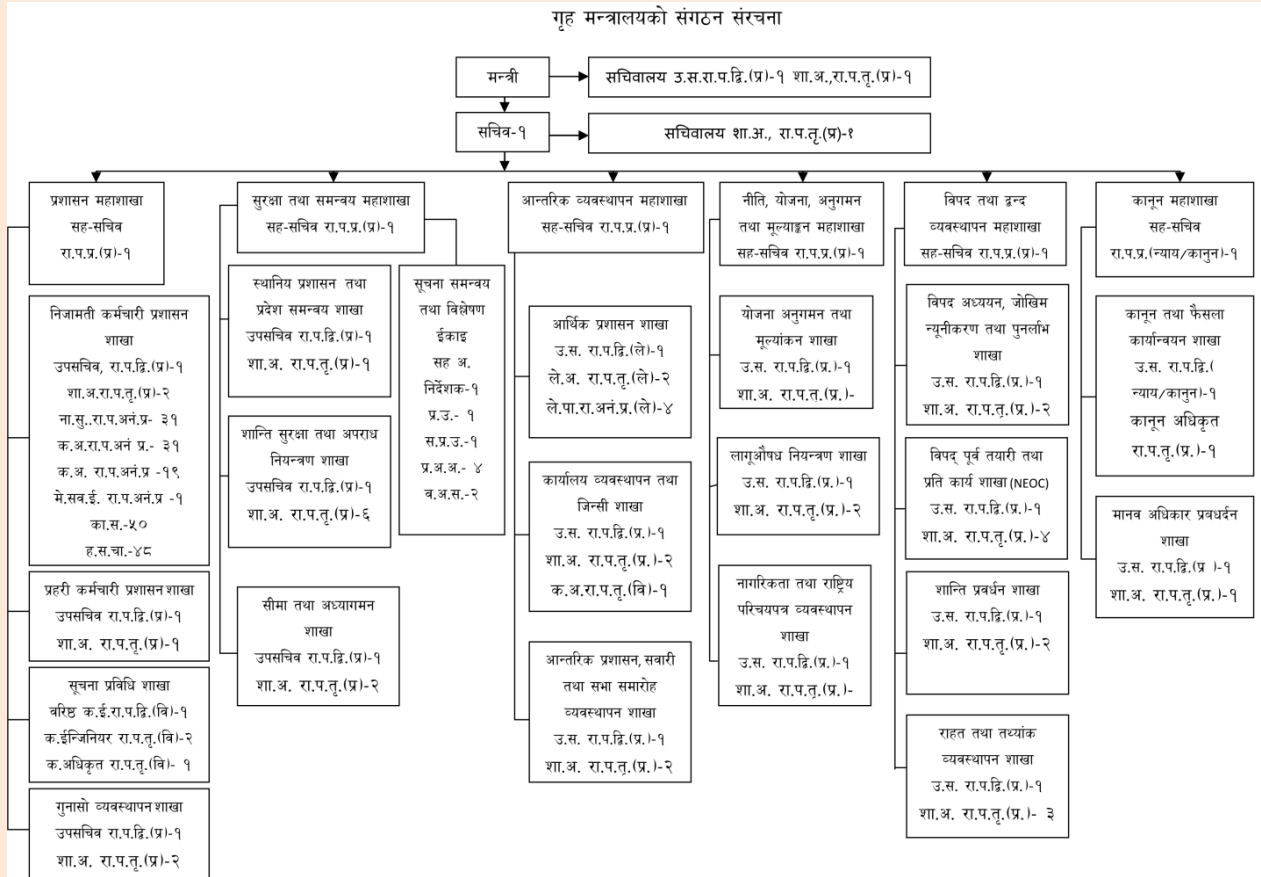 गृह मन्त्रालयको संगठन संरचना
मन्त्री
सचिवालय उ.स.रा.प.द्वि.(प्र)-१ शा.अ.,रा.प.तृ.(प्र)-१
सचिव-१
सचिवालय शा.अ., रा.प.तृ.(प्र)-१
प्रशासन महाशाखा
सह-सचिव
रा.प.प्र.(प्र)-१
निजामती कर्मचारी प्रशासन
शाखा
उपसचिव, रा.प.द्वि.(प्र)-१
शा.अ.रा.प.तृ.(प्र)-२
ना.सु..रा.प.अनं.प्र- ३१
क.अ.रा.प.अनं प्र.- ३१
क.अ. रा.प.अनं.प्र -१९
मे.सव.ई. रा.प.अनं.प्र -१
का.स.-५०
ह.स.चा.-४८
प्रहरी कर्मचारी प्रशासन शाखा
उपसचिव रा.प.द्वि.(प्र)-१
शा.अ. रा.प.तृ.(प्र)-१
सूचना प्रविधि शाखा
वरिष्ठ क.ई.रा.प.द्वि.(वि)-१
क.ईन्जिनियर रा.प.तृ.(वि)-२
क.अधिकृत रा.प.तृ.(वि)- १
गुनासो व्यवस्थापन शाखा
उपसचिव रा.प.द्वि.(प्र)-१
शा.अ. रा.प.तृ.(प्र)-२
सुरक्षा तथा समन्वय महाशाखा
सह-सचिव रा.प.प्र.(प्र)-१
स्थानिय प्रशासन तथा
प्रदेश समन्वय शाखा
उपसचिव रा.प.द्वि.(प्र)-१
शा.अ. रा.प.तृ.(प्र)-१
शान्ति सुरक्षा तथा अपराध
नियन्त्रण शाखा
उपसचिव रा.प.द्वि.(प्र)-१
शा.अ. रा.प.तृ.(प्र)-६
सीमा तथा अध्यागमन
शाखा
उपसचिव रा.प.द्वि.(प्र)-१
शा.अ. रा.प.तृ.(प्र)-२
सूचना समन्वय
तथा विश्लेषण
ईकाइ
सह अ.
निर्देशक-१
प्र.उ.- १
स.प्र.उ.-१
प्र.अ.अ.- ४
व.अ.स.-२
आन्तरिक व्यवस्थापन महाशाखा
सह-सचिव रा.प.प्र.(प्र)-१
आर्थिक प्रशासन शाखा
उ.स. रा.प.द्वि.(ले)-१
ले.अ. रा.प.तृ.(ले)-२
ले.पा.रा.अनं.प्र.(ले)-४
कार्यालय व्यवस्थापन तथा
जिन्सी शाखा
उ.स. रा.प.द्वि.(प्र.)-१
शा.अ. रा.प.तृ.(प्र.)-२
क.अ.रा.प.तृ.(वि)-१
आन्तरिक प्रशासन, सवारी
तथा सभा समारोह
व्यवस्थापन शाखा
उ.स. रा.प.द्वि.(प्र.)-१
शा.अ. रा.प.तृ.(प्र.)-२
नीति, योजना, अनुगमन
तथा मूल्याङ्कन महाशाखा
सह-सचिव रा.प.प्र.(प्र)-१
योजना अनुगमन तथा
मूल्यांकन शाखा
उ.स. रा.प.द्वि.(प्र.)-१
शा.अ. रा.प.तृ.(प्र.)-
लागूऔषध नियन्त्रण शाखा
उ.स. रा.प.द्वि.(प्र.)-१
शा.अ. रा.प.तृ.(प्र.)-२
नागरिकता तथा राष्ट्रिय
परिचयपत्र व्यवस्थापन
शाखा
उ.स. रा.प.द्वि.(प्र.)-१
शा.अ. रा.प.तृ.(प्र.)-
विपद तथा द्वन्द
व्यवस्थापन महाशाखा
सह-सचिव रा.प.प्र.(प्र)-१
विपद अध्ययन, जोखिम
न्यूनीकरण तथा पुनर्लाभ
शाखा
उ.स. रा.प.द्वि.(प्र.)-१
शा.अ. रा.प.तृ.(प्र.)-२
विपद् पूर्व तयारी तथा
प्रति कार्य शाखा (NEOC)
उ.स. रा.प.द्वि.(प्र.)-१
शा.अ. रा.प.तृ.(प्र.)-४
शान्ति प्रवर्धन शाखा
उ.स. रा.प.द्वि.(प्र.)-१
शा.अ. रा.प.तृ.(प्र.)-२
राहत तथा तथ्यांक
व्यवस्थापन शाखा
उ.स. रा.प.द्वि.(प्र.)-१
शा.अ. रा.प.तृ.(प्र.)- ३
कानून महाशाखा
सह-सचिव
रा.प.प्र.(न्याय/कानुन)-१
कानून तथा फैसला
कार्यान्वयन शाखा
उ.स. रा.प.द्वि.(
न्याय/कानुन)-१
कानून अधिकृत
रा.प.तृ.(प्र.)-१
मानव अधिकार प्रवधर्दन
शाखा
उ.स. रा.प.द्वि.(प्र )-१
शा.अ. रा.प.तृ.(प्र.)-१